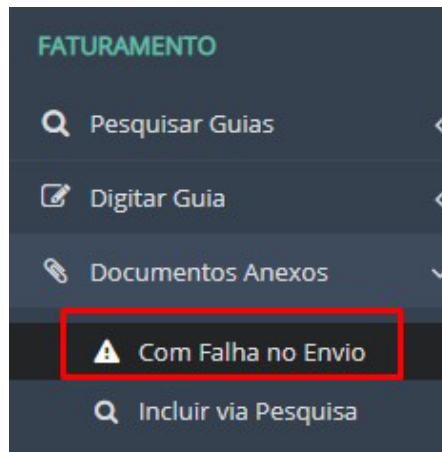 FATURAMENTO
Pesquisar Guias
Digitar Guia
Documentos Anexos
Com Falha no Envio
Incluir via Pesquisa